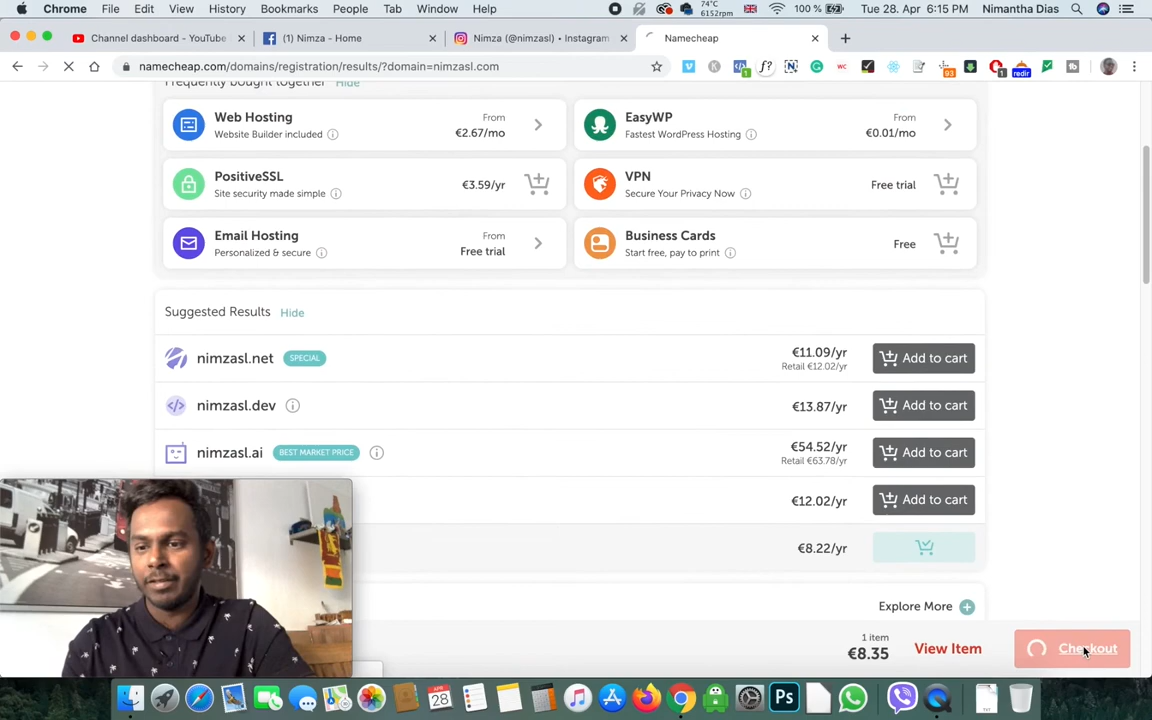 Chrome File Edit View History Bookmarks People Tab Window Help 74°C 6152rpm 100 % Tue 28. Apr 6:15 PM Nimantha Dias
Channel dashboard - YouTube
(1) Nimza - Home
Nimza (@nimzasl) • Instagram
Namecheap
namecheap.com/domains/registration/results/?domain=nimzasl.com
Frequently bought together Hide
Web Hosting
Website Builder included
From
€2.67/mo
EasyWP
Fastest WordPress Hosting
From
€0.01/mo
PositiveSSL
Site security made simple
€3.59/yr
VPN
Secure Your Privacy Now
Free trial
Email Hosting
Personalized & secure
From
Free trial
Business Cards
Start free, pay to print
Free
Suggested Results Hide
nimzasl.net SPECIAL
€11.09/yr
Retail €12.02/yr
Add to cart
nimzasl.dev
€13.87/yr
Add to cart
nimzasl.ai BEST MARKET PRICE
€54.52/yr
Retail €63.78/yr
Add to cart
€12.02/yr
Add to cart
€8.22/yr
Explore More
1 item
€8.35
View Item
Checkout